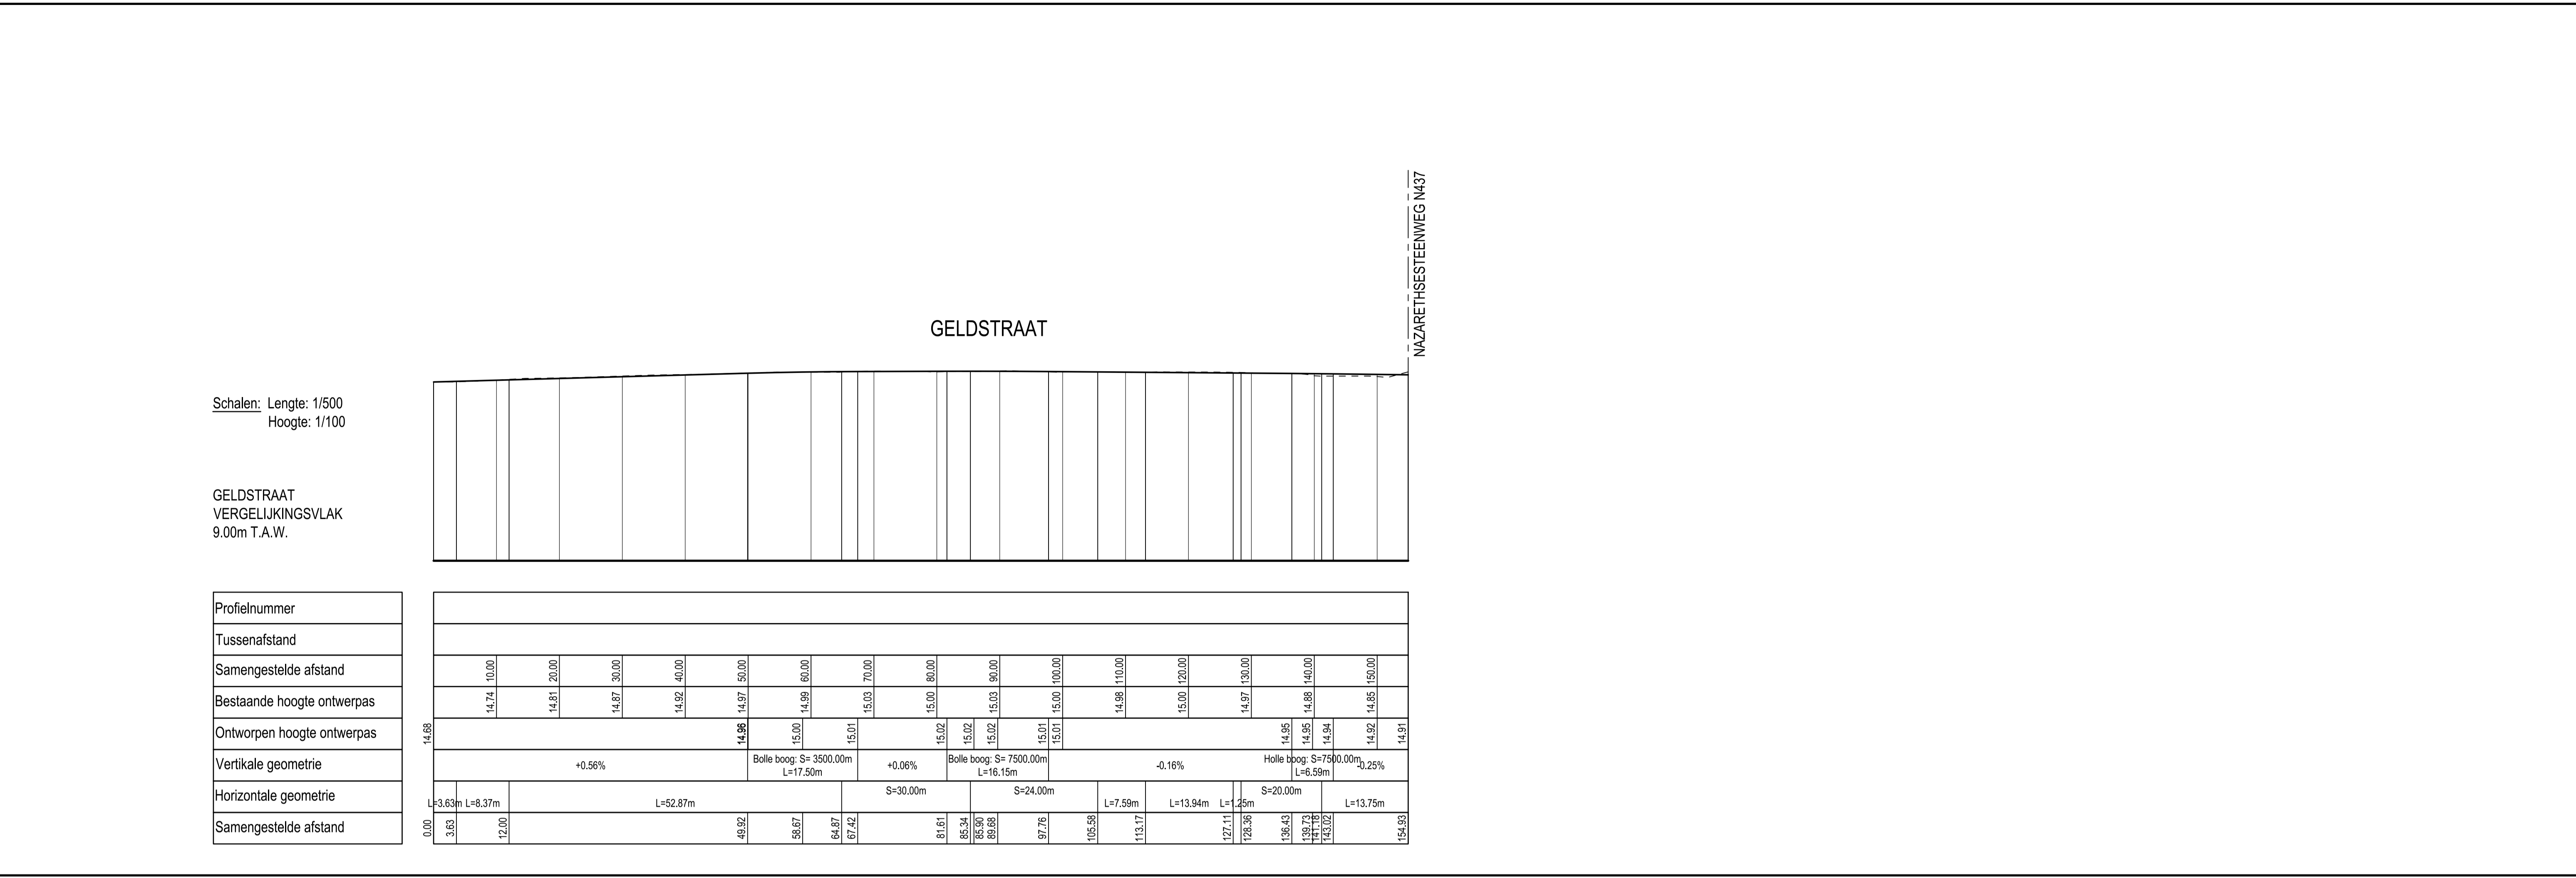 NAZARETHSESTEENWEG N437
GELDSTRAAT
Schalen: Lengte: 1/500
Hoogte: 1/100
GELDSTRAAT
VERGELIJKINGSVLAK
9.00m T.A.W.
Profielnummer
Tussenafstand
Samengestelde afstand 10.00 20.00 30.00 40.00 50.00 60.00 70.00 80.00 90.00 100.00 110.00 120.00 130.00 140.00 150.00
Bestaande hoogte ontwerpas 14.74 14.81 14.87 14.92 14.97 14.99 15.03 15.00 15.03 15.00 14.98 15.00 14.97 14.88 14.85
Ontworpen hoogte ontwerpas 14.68 14.96 15.00 15.01 15.02 15.02 15.02 15.01 15.01 14.95 14.95 14.94 14.92 14.91
Vertikale geometrie +0.56% Bolle boog: S= 3500.00m L=17.50m +0.06% Bolle boog: S= 7500.00m L=16.15m -0.16% Holle boog: S=7500.00m L=6.59m -0.25%
Horizontale geometrie L=3.63m L=8.37m L=52.87m S=30.00m S=24.00m L=7.59m L=13.94m L=1.25m S=20.00m L=13.75m
Samengestelde afstand 0.00 3.63 12.00 49.92 58.67 64.87 67.42 81.61 85.34 85.90 89.68 97.76 105.58 113.17 127.11 128.36 136.43 139.73 141.18 143.02 154.93